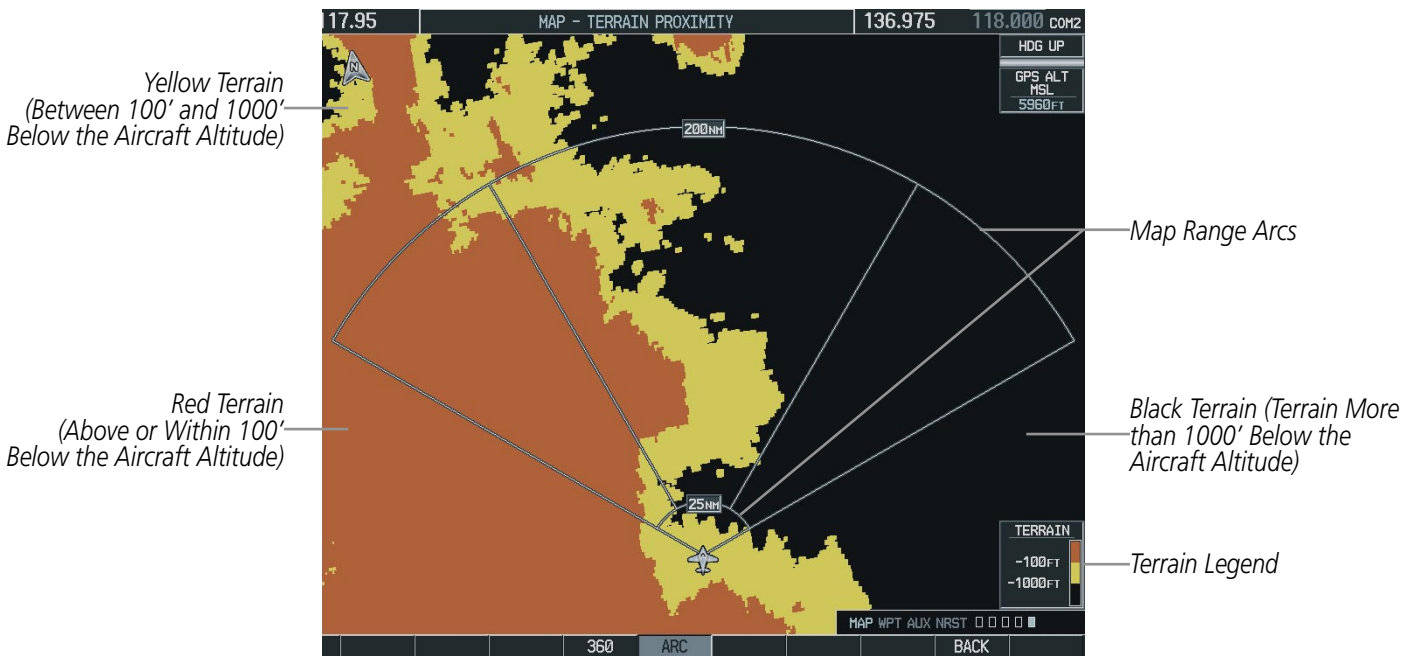 17.95
MAP – TERRAIN PROXIMITY
136.975
118.000 COM2
HDG UP
N
GPS ALT
MSL
5960FT
Yellow Terrain
(Between 100’ and 1000’
Below the Aircraft Altitude)
200NM
Map Range Arcs
Red Terrain
(Above or Within 100’
Below the Aircraft Altitude)
Black Terrain (Terrain More
than 1000’ Below the
Aircraft Altitude)
25NM
TERRAIN
-100FT
-1000FT
Terrain Legend
MAP WPT AUX NRST
360
ARC
BACK